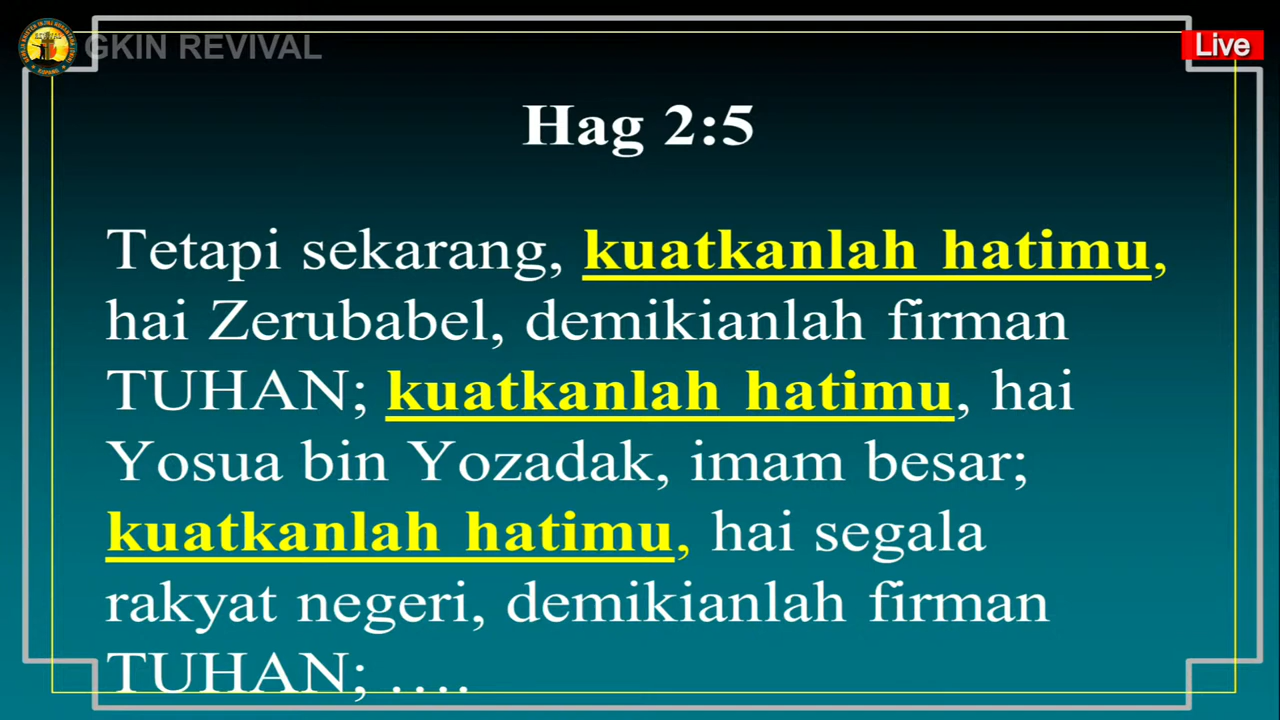 GKIN REVIVAL
Live
Hag 2:5
Tetapi sekarang, kuatkanlah hatimu,
hai Zerubabel, demikianlah firman
TUHAN; kuatkanlah hatimu, hai
Yosua bin Yozadak, imam besar;
kuatkanlah hatimu, hai segala
rakyat negeri, demikianlah firman
TUHAN; ....